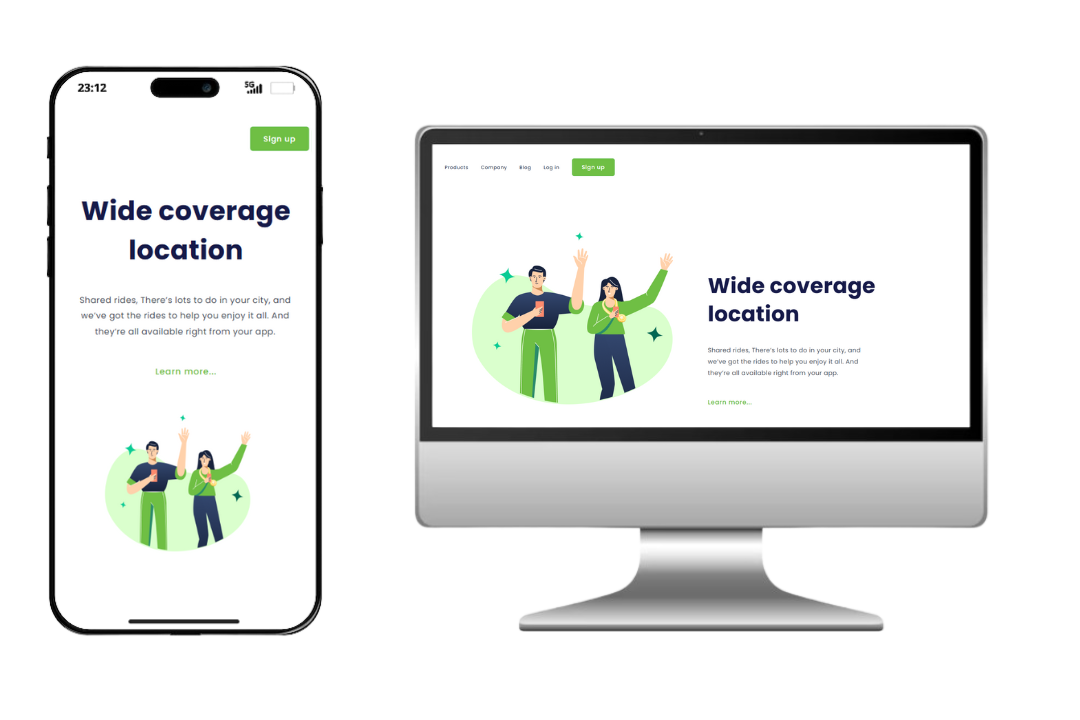 23:12
5G
Sign up
Wide coverage
location
Shared rides, There's lots to do in your city, and
we've got the rides to help you enjoy it all. And
they're all available right from your app.
Learn more...
Products Company Blog Log in Sign up
Wide coverage
location
Shared rides, There's lots to do in your city, and
we've got the rides to help you enjoy it all. And
they're all available right from your app.
Learn more...